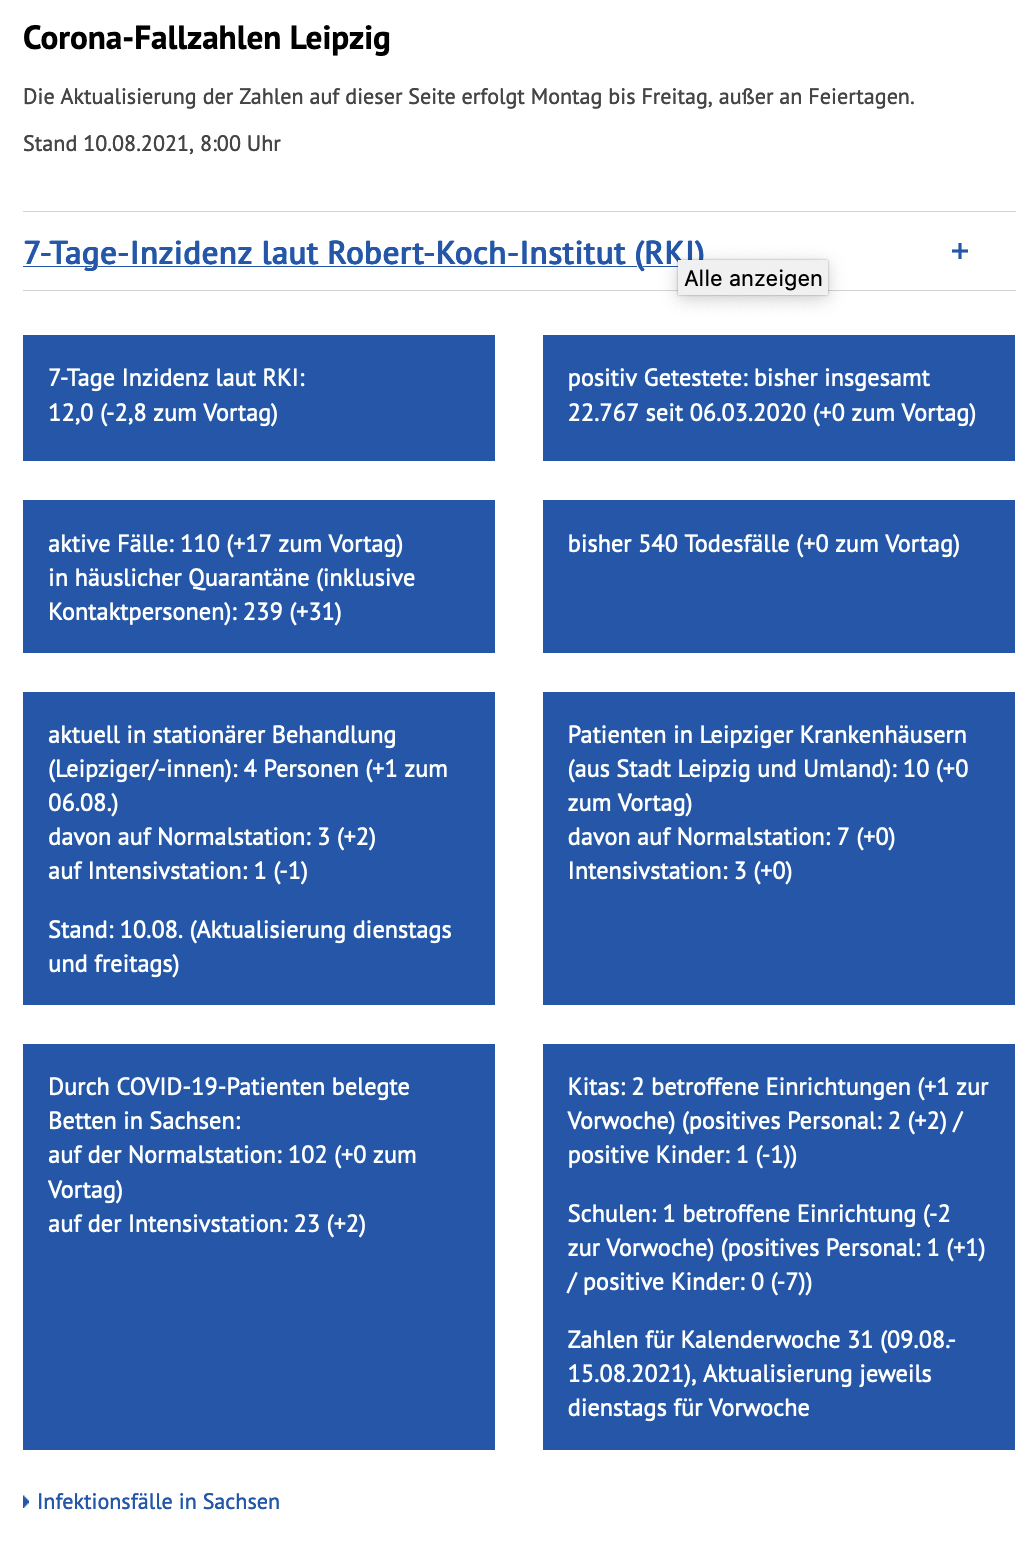 Corona-Fallzahlen Leipzig
Die Aktualisierung der Zahlen auf dieser Seite erfolgt Montag bis Freitag, außer an Feiertagen.
Stand 10.08.2021, 8:00 Uhr
7-Tage-Inzidenz laut Robert-Koch-Institut (RKI)
+
Alle anzeigen
7-Tage Inzidenz laut RKI:
12,0 (-2,8 zum Vortag)
positiv Getestete: bisher insgesamt
22.767 seit 06.03.2020 (+0 zum Vortag)
aktive Fälle: 110 (+17 zum Vortag)
in häuslicher Quarantäne (inklusive
Kontaktpersonen): 239 (+31)
bisher 540 Todesfälle (+0 zum Vortag)
aktuell in stationärer Behandlung
(Leipziger/-innen): 4 Personen (+1 zum
06.08.)
davon auf Normalstation: 3 (+2)
auf Intensivstation: 1 (-1)
Stand: 10.08. (Aktualisierung dienstags
und freitags)
Patienten in Leipziger Krankenhäusern
(aus Stadt Leipzig und Umland): 10 (+0
zum Vortag)
davon auf Normalstation: 7 (+0)
Intensivstation: 3 (+0)
Durch COVID-19-Patienten belegte
Betten in Sachsen:
auf der Normalstation: 102 (+0 zum
Vortag)
auf der Intensivstation: 23 (+2)
Kitas: 2 betroffene Einrichtungen (+1 zur
Vorwoche) (positives Personal: 2 (+2) /
positive Kinder: 1 (-1))
Schulen: 1 betroffene Einrichtung (-2
zur Vorwoche) (positives Personal: 1 (+1)
/ positive Kinder: 0 (-7))
Zahlen für Kalenderwoche 31 (09.08.-
15.08.2021), Aktualisierung jeweils
dienstags für Vorwoche
Infektionsfälle in Sachsen